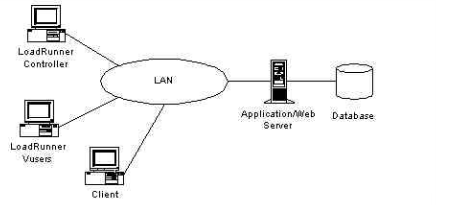 LoadRunner
Controller
LAN
Application/Web
Server
Database
LoadRunner
Vusers
Client